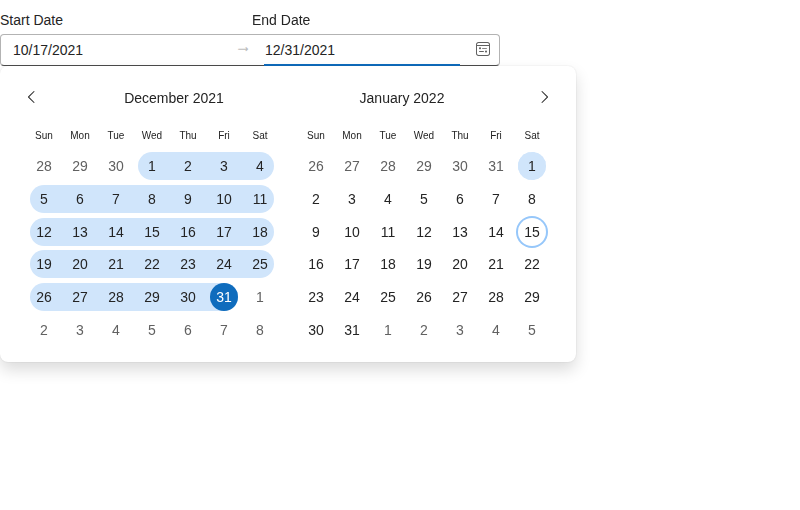 Start Date End Date
10/17/2021 → 12/31/2021
December 2021 January 2022
Sun Mon Tue Wed Thu Fri Sat Sun Mon Tue Wed Thu Fri Sat
28 29 30 1 2 3 4 26 27 28 29 30 31 1
5 6 7 8 9 10 11 2 3 4 5 6 7 8
12 13 14 15 16 17 18 9 10 11 12 13 14 15
19 20 21 22 23 24 25 16 17 18 19 20 21 22
26 27 28 29 30 31 1 23 24 25 26 27 28 29
2 3 4 5 6 7 8 30 31 1 2 3 4 5